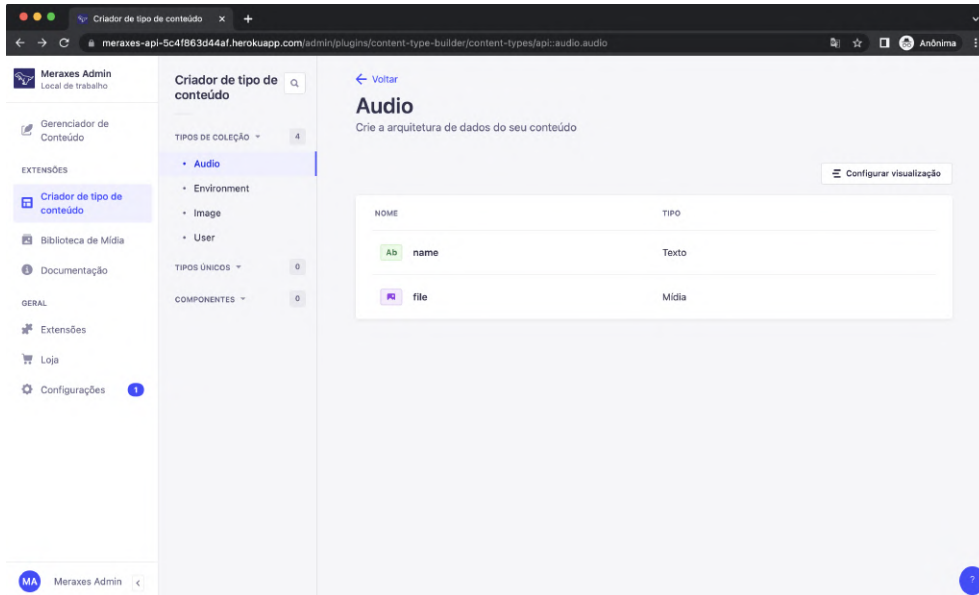 Criador de tipo de conteúdo
meraxes-api-5c4f863d44af.herokuapp.com/admin/plugins/content-type-builder/content-types/api::audio.audio
Anônima
Meraxes Admin
Local de trabalho
Gerenciador de
Conteúdo
EXTENSÕES
Criador de tipo de
conteúdo
Biblioteca de Mídia
Documentação
GERAL
Extensões
Loja
Configurações 1
MA Meraxes Admin
Criador de tipo de
conteúdo
TIPOS DE COLEÇÃO 4
Audio
Environment
Image
User
TIPOS ÚNICOS 0
COMPONENTES 0
Voltar
Audio
Crie a arquitetura de dados do seu conteúdo
Configurar visualização
NOME TIPO
Ab name Texto
file Mídia
?